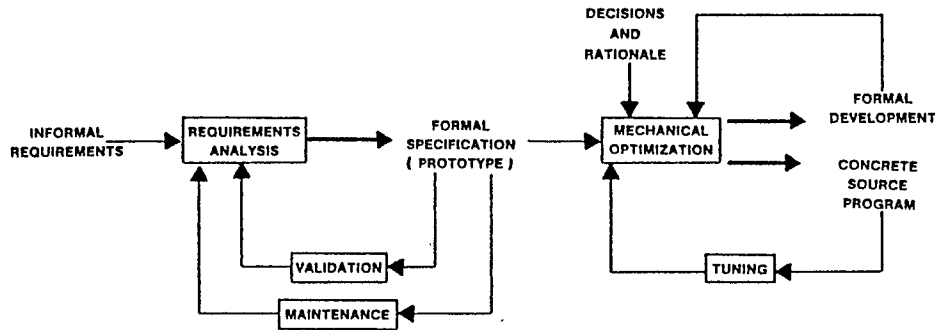 DECISIONS
AND
RATIONALE
INFORMAL
REQUIREMENTS
REQUIREMENTS
ANALYSIS
FORMAL
SPECIFICATION
( PROTOTYPE )
MECHANICAL
OPTIMIZATION
FORMAL
DEVELOPMENT
CONCRETE
SOURCE
PROGRAM
VALIDATION
TUNING
MAINTENANCE